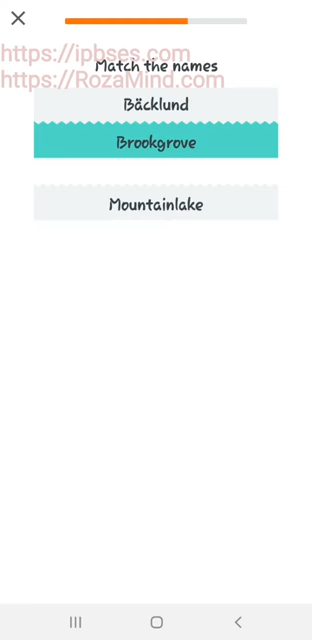 https://ipbses.com
Match the names
https://RozaMind.com
Bäcklund
Brookgrove
Mountainlake